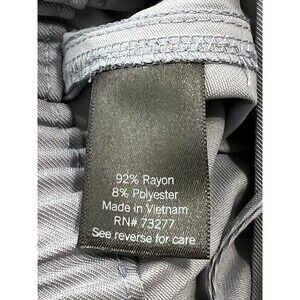 92% Rayon
8% Polyester
Made in Vietnam
RN# 73277
See reverse for care